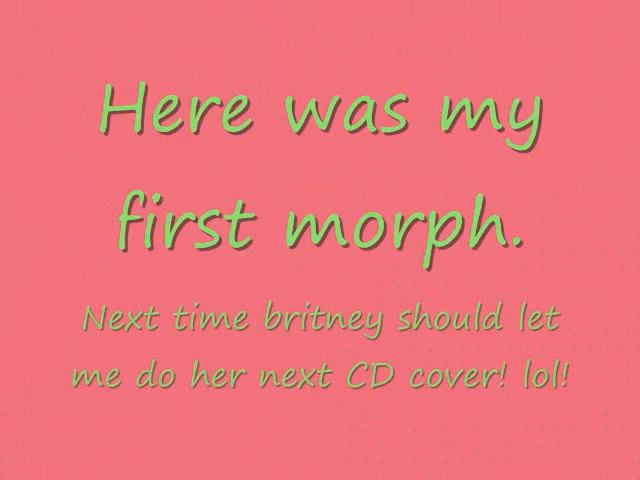 Here was my
first morph.
Next time britney should let
me do her next CD cover! lol!